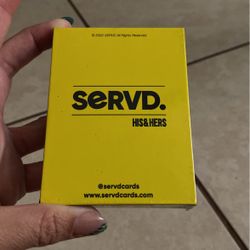 © 2022 SERVD. All Rights Reserved.
SERVD.
HIS&HERS
@servdcards
www.servdcards.com